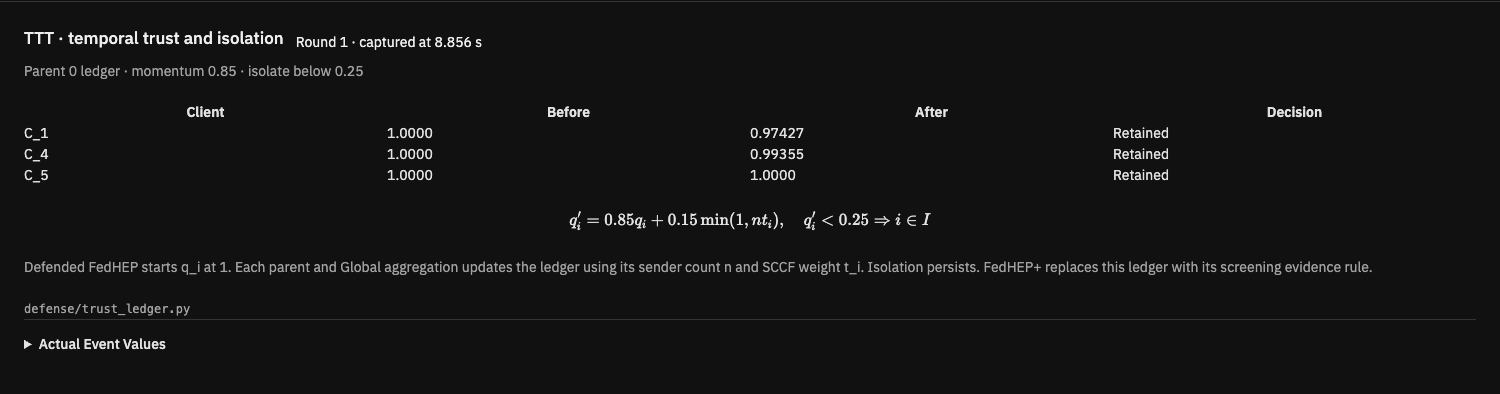 TTT · temporal trust and isolation Round 1 · captured at 8.856 s
Parent 0 ledger · momentum 0.85 · isolate below 0.25
Client Before After Decision
C_1 1.0000 0.97427 Retained
C_4 1.0000 0.99355 Retained
C_5 1.0000 1.0000 Retained
q′ᵢ = 0.85qᵢ + 0.15 min(1, ntᵢ), q′ᵢ < 0.25 ⇒ i ∈ I
Defended FedHEP starts q_i at 1. Each parent and Global aggregation updates the ledger using its sender count n and SCCF weight t_i. Isolation persists. FedHEP+ replaces this ledger with its screening evidence rule.
defense/trust_ledger.py
▶ Actual Event Values